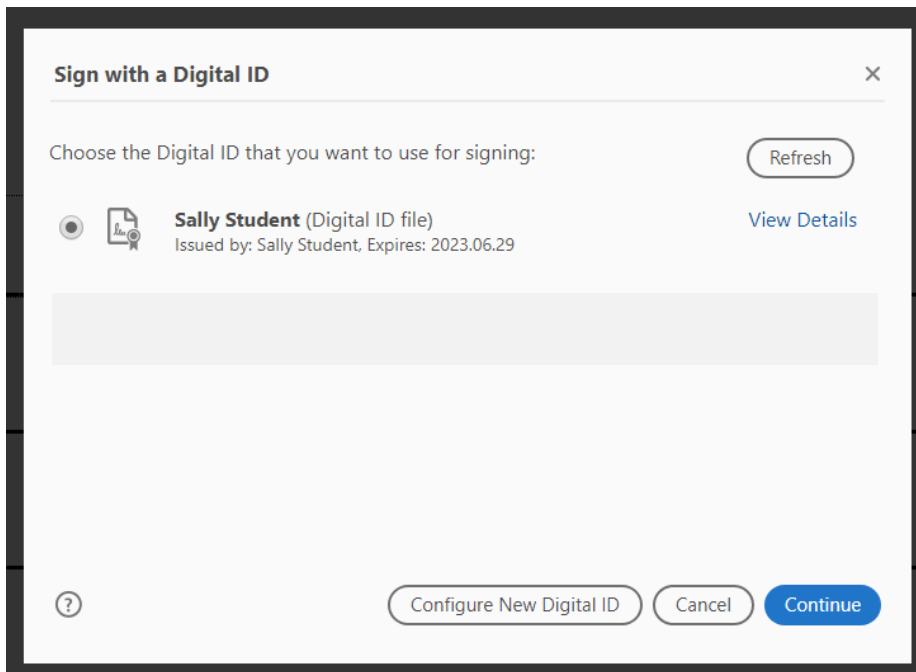 Sign with a Digital ID
Choose the Digital ID that you want to use for signing:
Refresh
Sally Student (Digital ID file)
View Details
Issued by: Sally Student, Expires: 2023.06.29
?
Configure New Digital ID
Cancel
Continue